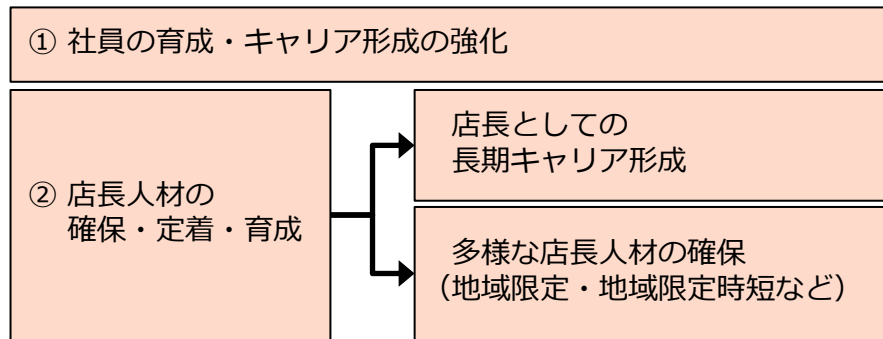 ① 社員の育成・キャリア形成の強化
② 店長人材の
確保・定着・育成
店長としての
長期キャリア形成
多様な店長人材の確保
（地域限定・地域限定時短など）